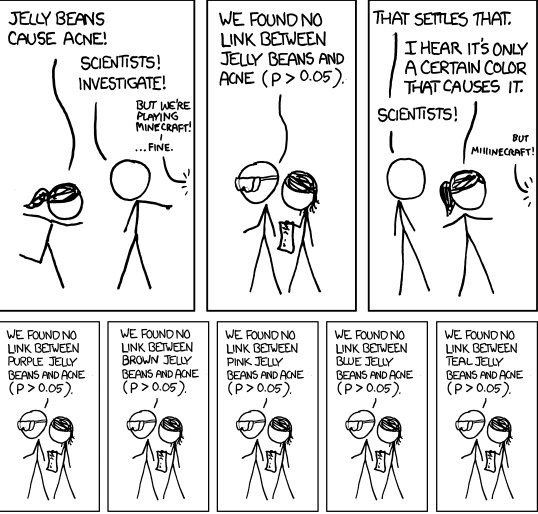 JELLY BEANS
CAUSE ACNE!
SCIENTISTS!
INVESTIGATE!
BUT WE'RE
PLAYING
MINECRAFT!
...FINE.
WE FOUND NO
LINK BETWEEN
JELLY BEANS AND
ACNE (P > 0.05).
THAT SETTLES THAT.
I HEAR IT'S ONLY
A CERTAIN COLOR
THAT CAUSES IT.
SCIENTISTS!
BUT
MIIIINECRAFT!
WE FOUND NO
LINK BETWEEN
PURPLE JELLY
BEANS AND ACNE
(P > 0.05).
WE FOUND NO
LINK BETWEEN
BROWN JELLY
BEANS AND ACNE
(P > 0.05).
WE FOUND NO
LINK BETWEEN
PINK JELLY
BEANS AND ACNE
(P > 0.05).
WE FOUND NO
LINK BETWEEN
BLUE JELLY
BEANS AND ACNE
(P > 0.05).
WE FOUND NO
LINK BETWEEN
TEAL JELLY
BEANS AND ACNE
(P > 0.05).